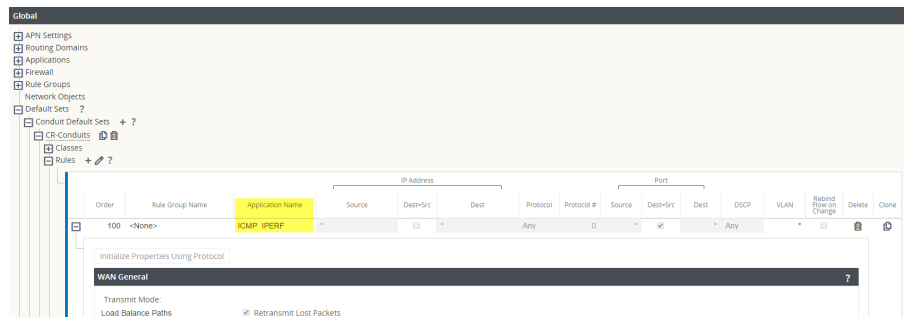 Global
APN Settings
Routing Domains
Applications
Firewall
Rule Groups
Network Objects
Default Sets ?
Conduit Default Sets + ?
CR-Conduits
Classes
Rules + ?
IP Address Port
Order Rule Group Name Application Name Source Dest=Src Dest Protocol Protocol # Source Dest=Src Dest DSCP VLAN Rebind Flow on Change Delete Clone
100 <None> ICMP_IPERF * * Any 0 * * Any *
Initialize Properties Using Protocol
WAN General ?
Transmit Mode:
Load Balance Paths Retransmit Lost Packets